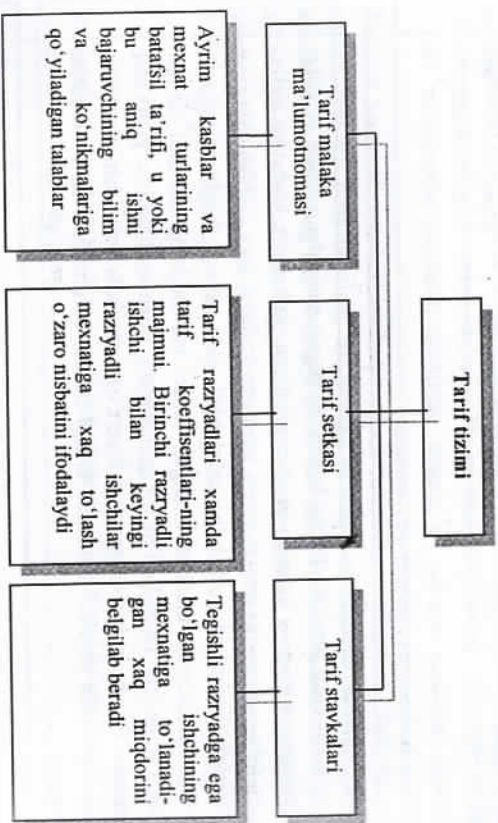 Tarif tizimi
Tarif malaka
ma'lumotnomasi
Tarif setkasi
Tarif stavkalari
Ayrim kasblar va
mexnat turlarining
batafsil ta'rifi, u yoki
bu aniq ishni
bajaruvchining bilim
va ko'nikmalariga
qo'yiladigan talablar
Tarif razryadlari xamda
tarif koeffisentlari-ning
majmui. Birinchi razryadli
ishchi bilan keyingi
razryadli ishchilar
mexnatiga xaq to'lash
o'zaro nisbatini ifodalaydi
Tegishli razryadga ega
bo'lgan ishchining
mexnatiga to'lanadi-
gan xaq miqdorini
belgilab beradi